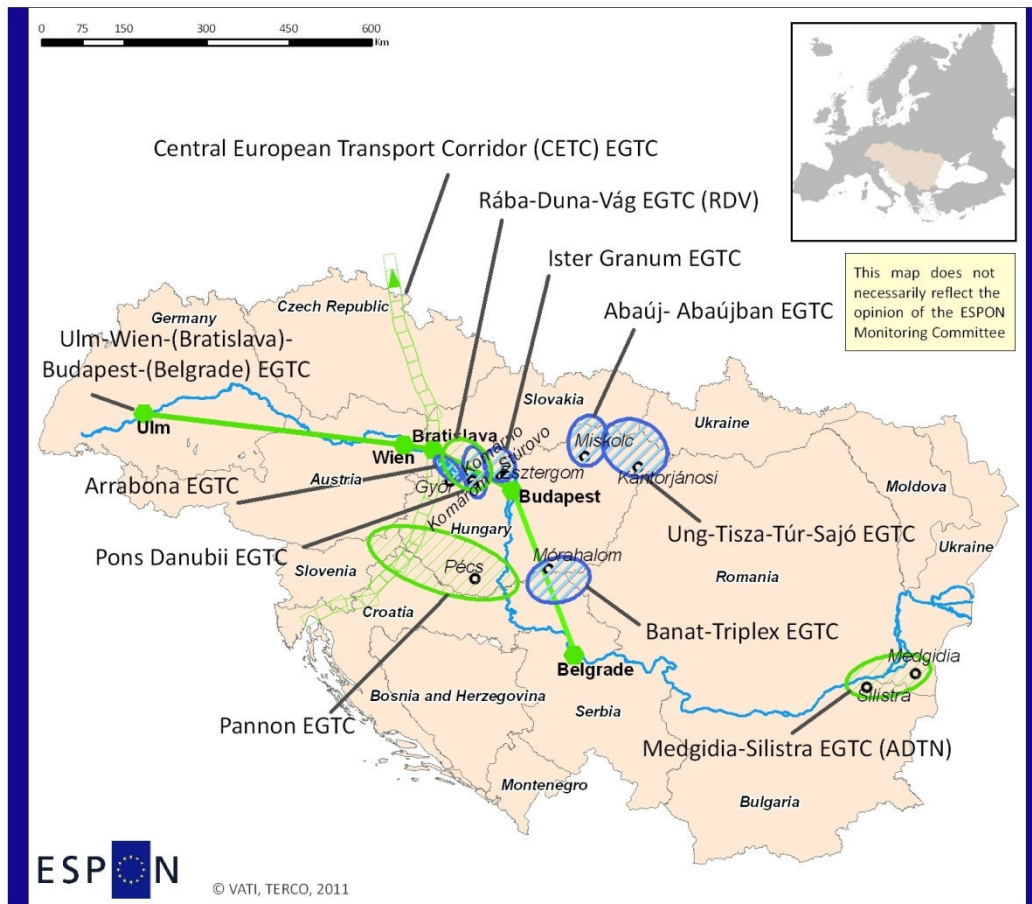 0 75 150 300 450 600
Km
Central European Transport Corridor (CETC) EGTC
Rába-Duna-Vág EGTC (RDV)
Ister Granum EGTC
This map does not
necessarily reflect the
opinion of the ESPON
Monitoring Committee
Abaúj- Abaújban EGTC
Czech Republic
Germany
Ulm-Wien-(Bratislava)-
Budapest-(Belgrade) EGTC
Slovakia
Ukraine
Ulm
Bratislava
Wien
Komárno
Štúrovo
Miskolc
Esztergom
Kántorjánosi
Arrabona EGTC
Austria
Győr
Komárom
Budapest
Moldova
Hungary
Ung-Tisza-Túr-Sajó EGTC
Ukraine
Pons Danubii EGTC
Mórahalom
Slovenia
Pécs
Romania
Croatia
Banat-Triplex EGTC
Belgrade
Medgidia
Silistra
Bosnia and Herzegovina
Serbia
Pannon EGTC
Medgidia-Silistra EGTC (ADTN)
Montenegro
Bulgaria
ESPON
© VATI, TERCO, 2011